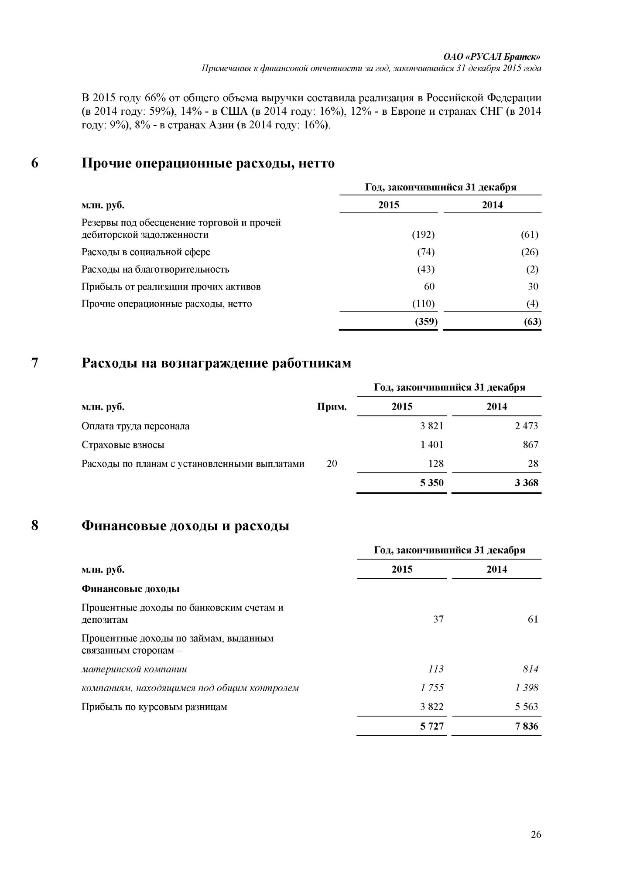 ОАО «РУСАЛ Братск»
Примечания к финансовой отчетности за год, закончившийся 31 декабря 2015 года
В 2015 году 66% от общего объема выручки составила реализация в Российской Федерации
(в 2014 году: 59%), 14% - в США (в 2014 году: 16%), 12% - в Европе и странах СНГ (в 2014
году: 9%), 8% - в странах Азии (в 2014 году: 16%).
6 Прочие операционные расходы, нетто
Год, закончившийся 31 декабря
млн. руб. 2015 2014
Резервы под обесценение торговой и прочей
дебиторской задолженности (192) (61)
Расходы в социальной сфере (74) (26)
Расходы на благотворительность (43) (2)
Прибыль от реализации прочих активов 60 30
Прочие операционные расходы, нетто (110) (4)
(359) (63)
7 Расходы на вознаграждение работникам
Год, закончившийся 31 декабря
млн. руб. Прим. 2015 2014
Оплата труда персонала 3 821 2 473
Страховые взносы 1 401 867
Расходы по планам с установленными выплатами 20 128 28
5 350 3 368
8 Финансовые доходы и расходы
Год, закончившийся 31 декабря
млн. руб. 2015 2014
Финансовые доходы
Процентные доходы по банковским счетам и
депозитам 37 61
Процентные доходы по займам, выданным
связанным сторонам –
материнской компании 113 814
компаниям, находящимся под общим контролем 1 755 1 398
Прибыль по курсовым разницам 3 822 5 563
5 727 7 836
26